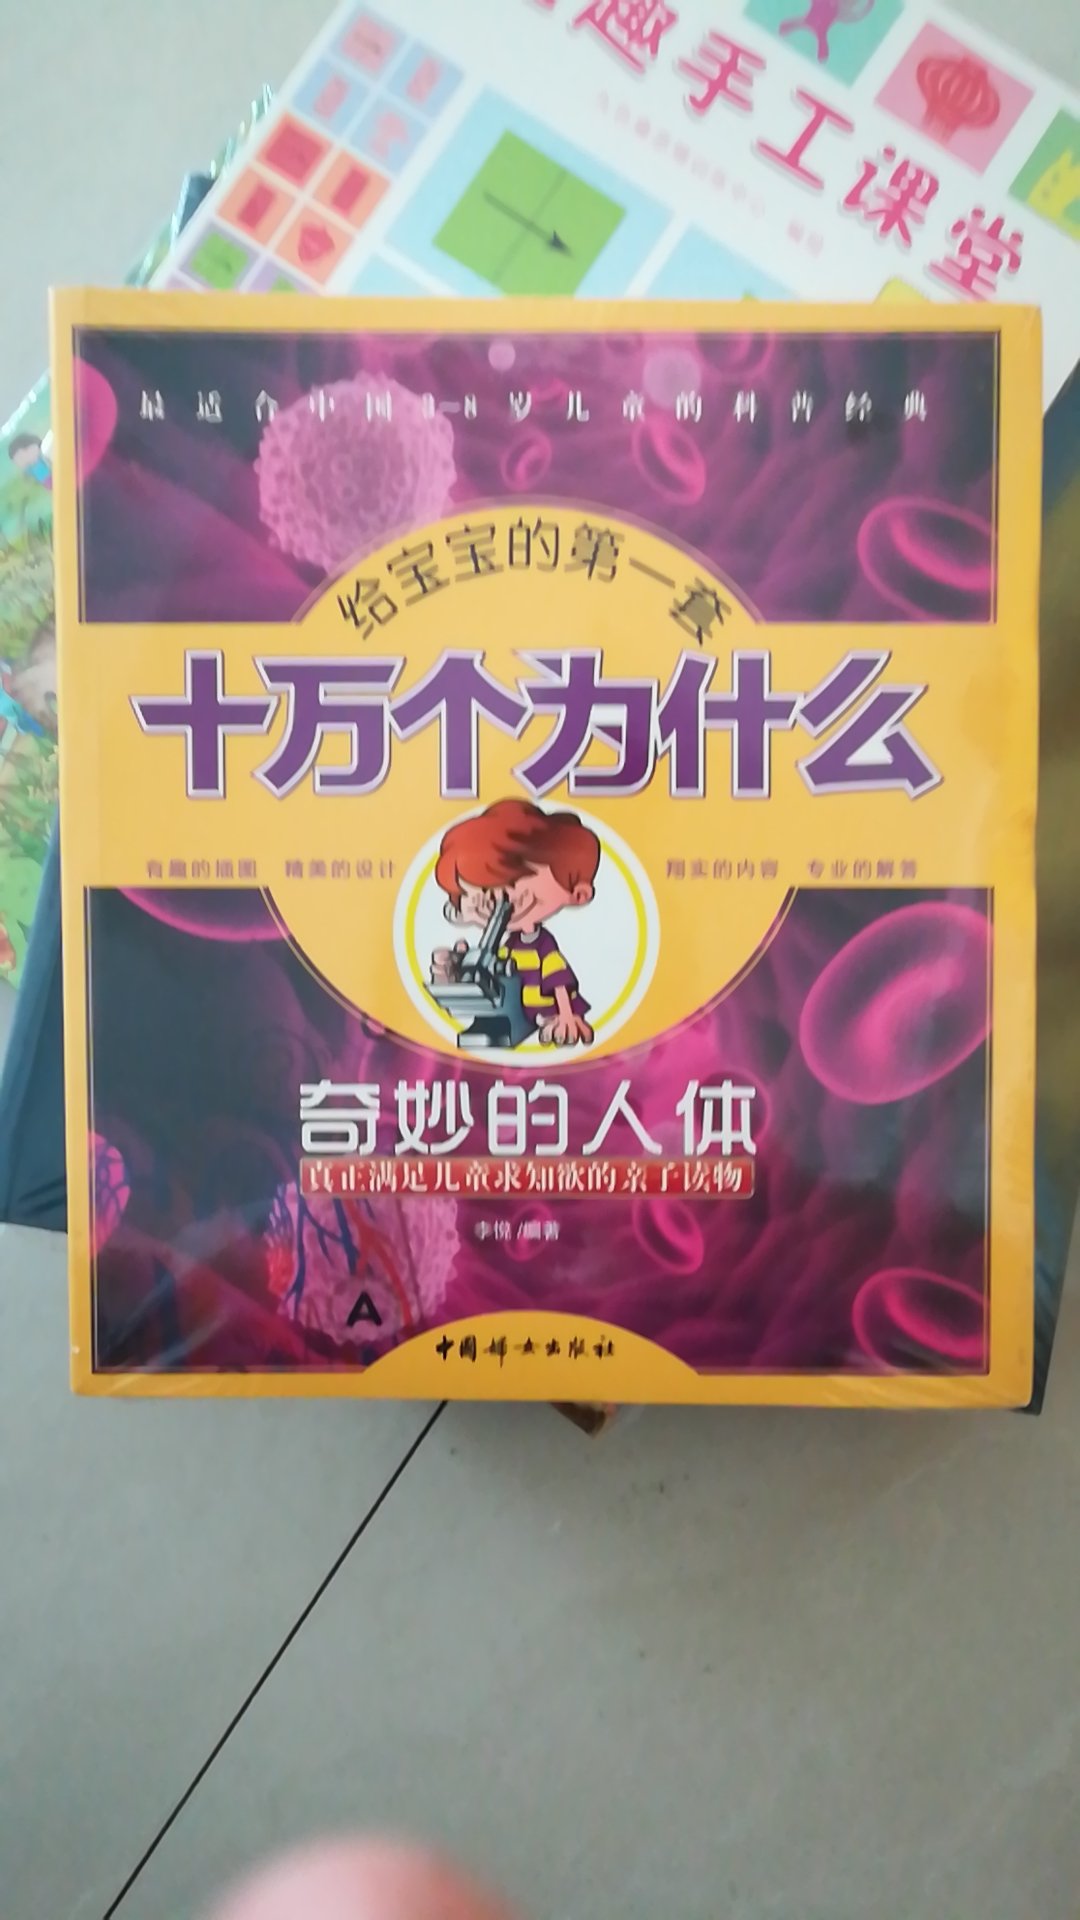 趣手工课堂
编绘
最适合中国3-8岁儿童的科普经典
给宝宝的第一套
十万个为什么
有趣的插图 精美的设计 翔实的内容 专业的解答
奇妙的人体
真正满足儿童求知欲的亲子读物
李悦/编著
A
中国妇女出版社